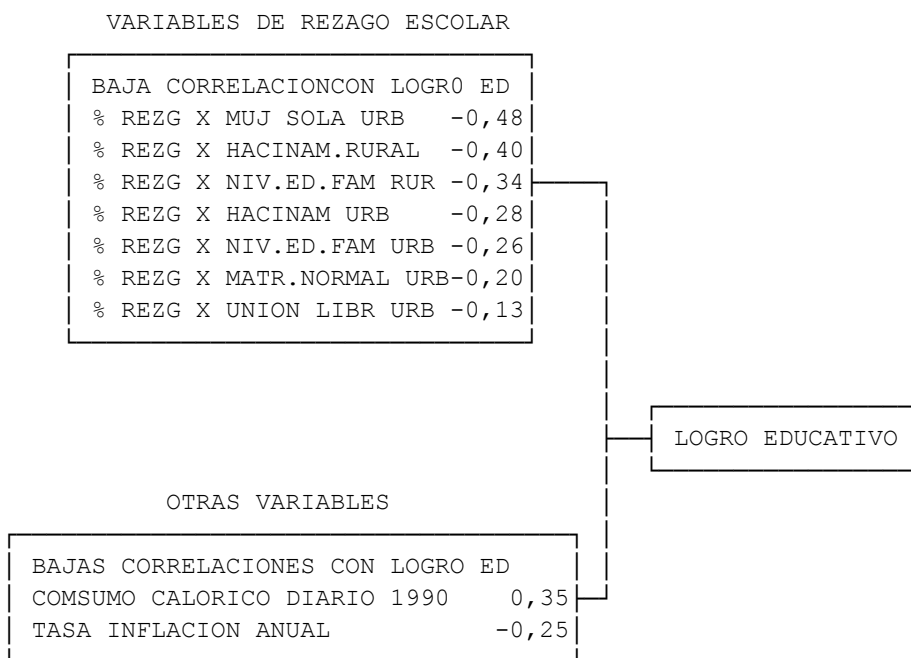 VARIABLES DE REZAGO ESCOLAR
BAJA CORRELACIONCON LOGR0 ED
% REZG X MUJ SOLA URB -0,48
% REZG X HACINAM.RURAL -0,40
% REZG X NIV.ED.FAM RUR -0,34
% REZG X HACINAM URB -0,28
% REZG X NIV.ED.FAM URB -0,26
% REZG X MATR.NORMAL URB-0,20
% REZG X UNION LIBR URB -0,13
LOGRO EDUCATIVO
OTRAS VARIABLES
BAJAS CORRELACIONES CON LOGRO ED
COMSUMO CALORICO DIARIO 1990 0,35
TASA INFLACION ANUAL -0,25